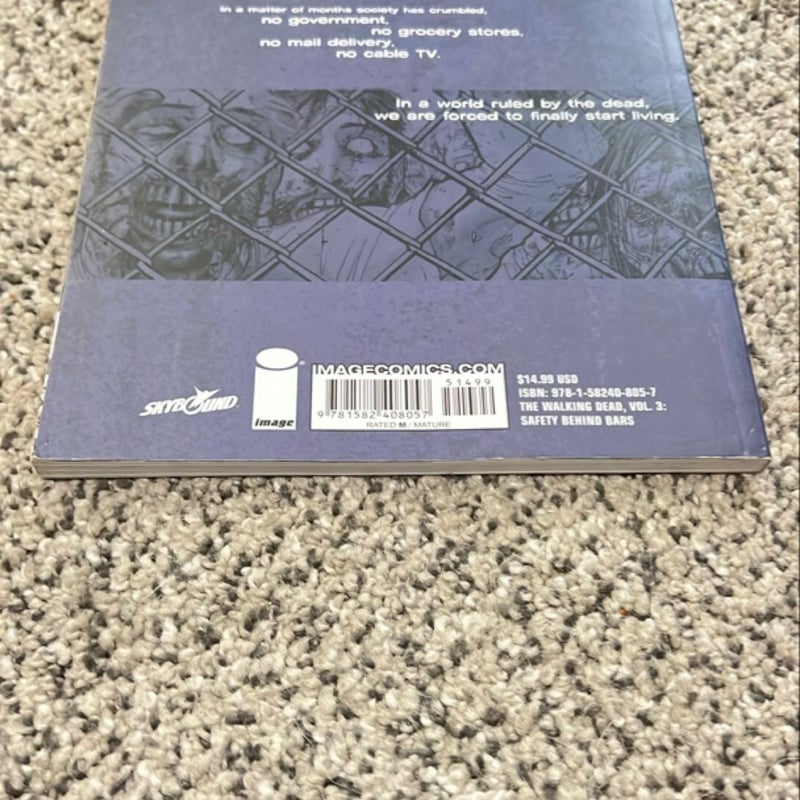 In a matter of months society has crumbled,
no government,
no grocery stores,
no mail delivery,
no cable TV.
In a world ruled by the dead,
we are forced to finally start living.
SKYBOUND
image
IMAGECOMICS.COM
51499
9 781582 408057
RATED M / MATURE
$14.99 USD
ISBN: 978-1-58240-805-7
THE WALKING DEAD, VOL. 3:
SAFETY BEHIND BARS